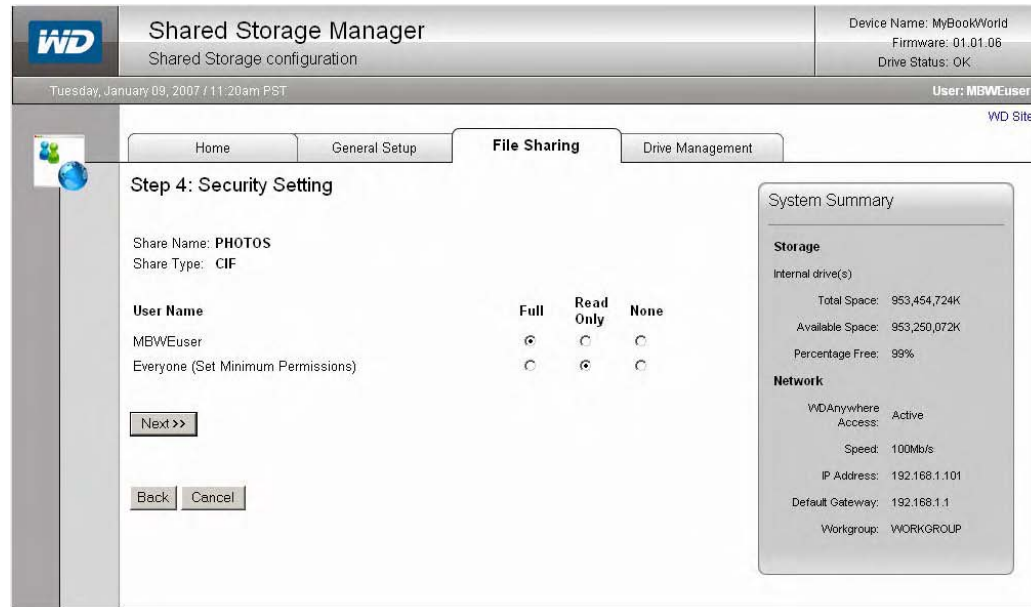 WD
Shared Storage Manager
Shared Storage configuration
Device Name: MyBookWorld
Firmware: 01.01.06
Drive Status: OK
Tuesday, January 09, 2007 / 11:20am PST
User: MBWEuser
WD Site
Home
General Setup
File Sharing
Drive Management
Step 4: Security Setting
Share Name: PHOTOS
Share Type: CIF
User Name Full Read Only None
MBWEuser
Everyone (Set Minimum Permissions)
Next >>
Back Cancel
System Summary
Storage
Internal drive(s)
Total Space: 953,454,724K
Available Space: 953,250,072K
Percentage Free: 99%
Network
WDAnywhere Access: Active
Speed: 100Mb/s
IP Address: 192.168.1.101
Default Gateway: 192.168.1.1
Workgroup: WORKGROUP